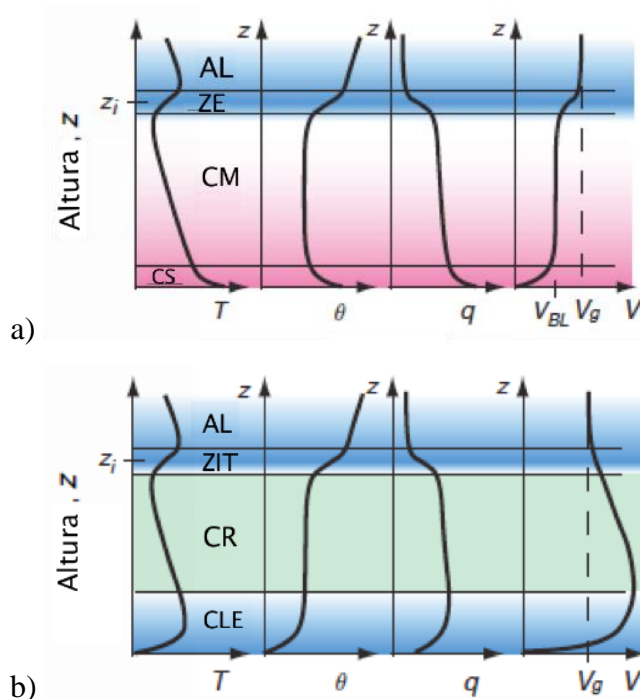 a)
Altura, z
z z z z
AL
z_i
ZE
CM
CS
T θ q V_BL V_g V
b)
Altura, z
z z z
AL
z_i
ZIT
CR
CLE
T θ q V_g V